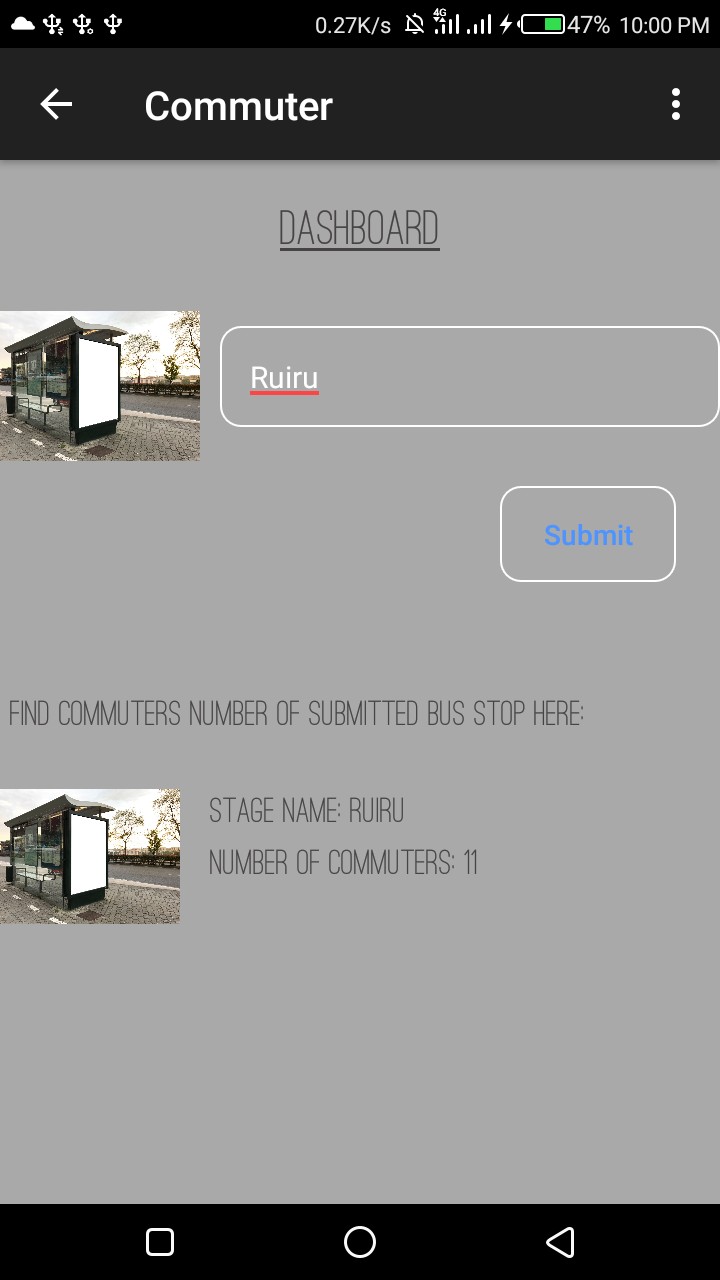 0.27K/s 4G 47% 10:00 PM
Commuter
DASHBOARD
Ruiru
Submit
FIND COMMUTERS NUMBER OF SUBMITTED BUS STOP HERE:
STAGE NAME: RUIRU
NUMBER OF COMMUTERS: 11